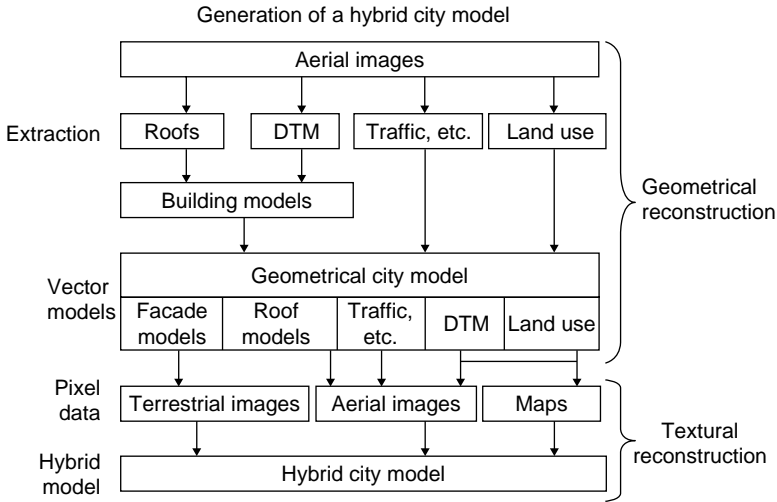 Generation of a hybrid city model
Aerial images
Extraction
Roofs
DTM
Traffic, etc.
Land use
Building models
Geometrical
reconstruction
Geometrical city model
Vector
models
Facade
models
Roof
models
Traffic,
etc.
DTM
Land use
Pixel
data
Terrestrial images
Aerial images
Maps
Textural
reconstruction
Hybrid
model
Hybrid city model